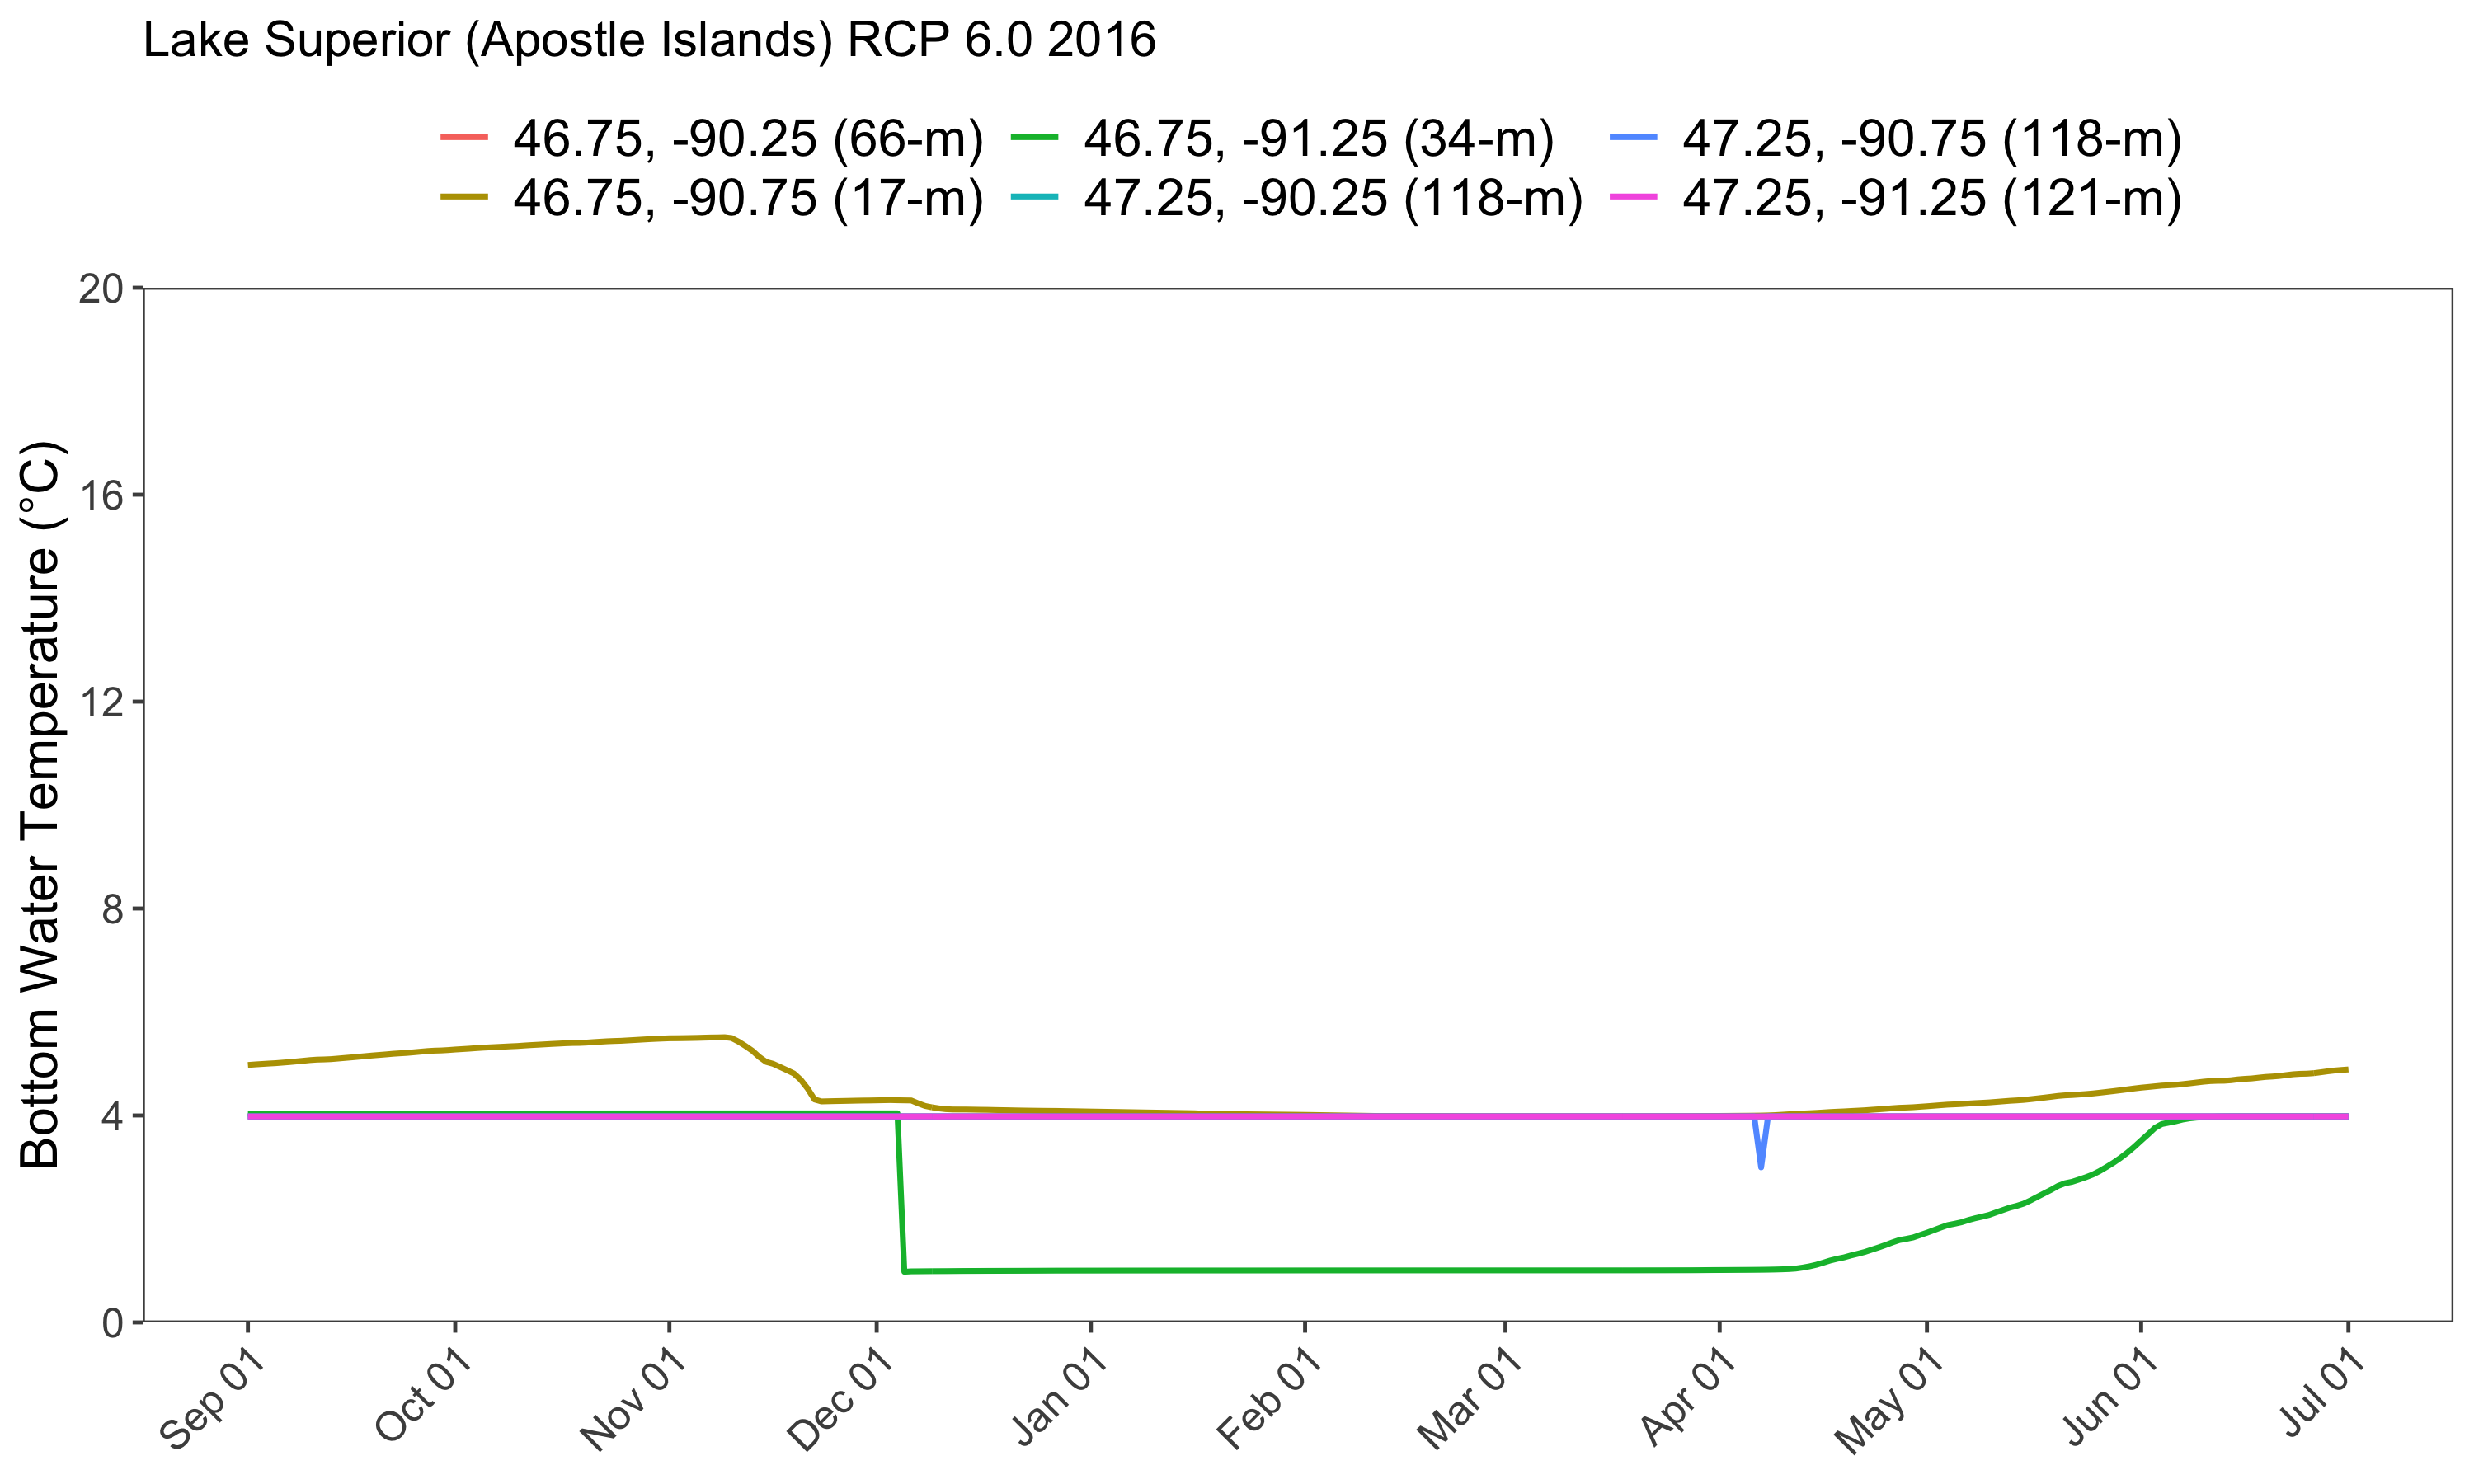 Lake Superior (Apostle Islands) RCP 6.0 2016
46.75, -90.25 (66-m) 46.75, -91.25 (34-m) 47.25, -90.75 (118-m)
46.75, -90.75 (17-m) 47.25, -90.25 (118-m) 47.25, -91.25 (121-m)
Bottom Water Temperature (°C)
20
16
12
8
4
0
Sep 01 Oct 01 Nov 01 Dec 01 Jan 01 Feb 01 Mar 01 Apr 01 May 01 Jun 01 Jul 01